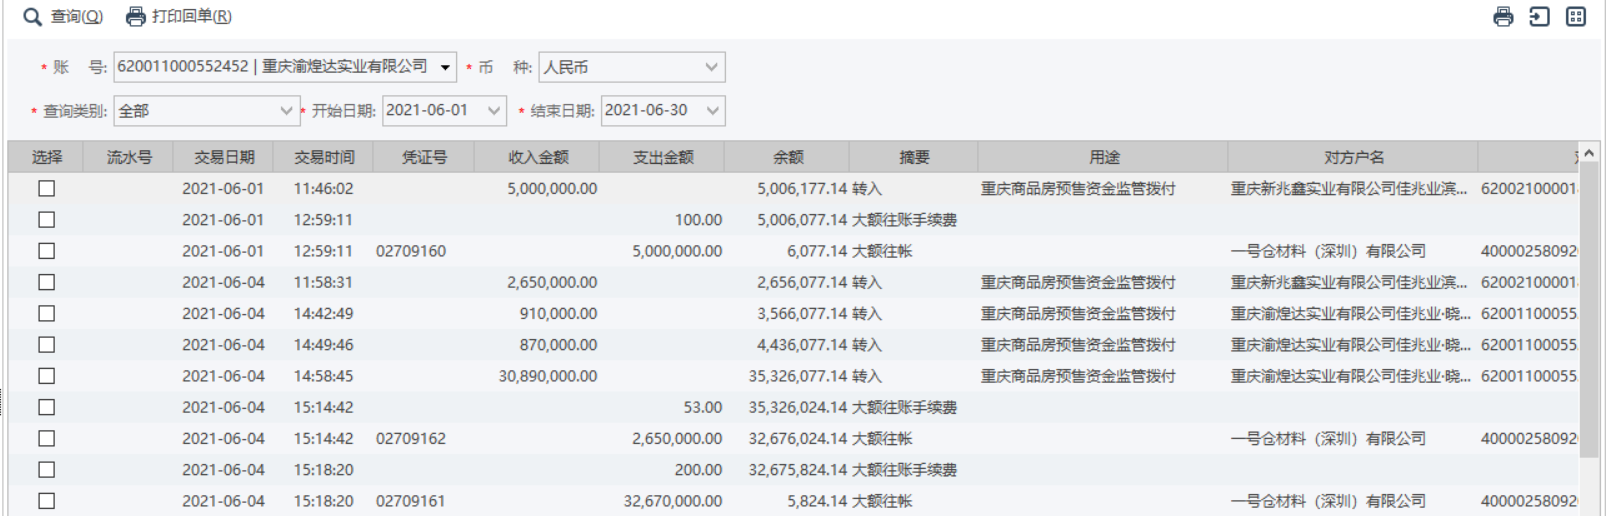 查询(Q) 打印回单(R)
* 账 号: 620011000552452 | 重庆渝煌达实业有限公司 * 币 种: 人民币
* 查询类别: 全部 * 开始日期: 2021-06-01 * 结束日期: 2021-06-30
选择 流水号 交易日期 交易时间 凭证号 收入金额 支出金额 余额 摘要 用途 对方户名
2021-06-01 11:46:02 5,000,000.00 5,006,177.14 转入 重庆商品房预售资金监管拨付 重庆新兆鑫实业有限公司佳兆业滨... 62002100001
2021-06-01 12:59:11 100.00 5,006,077.14 大额往账手续费
2021-06-01 12:59:11 02709160 5,000,000.00 6,077.14 大额往帐 一号仓材料（深圳）有限公司 40000258092
2021-06-04 11:58:31 2,650,000.00 2,656,077.14 转入 重庆商品房预售资金监管拨付 重庆新兆鑫实业有限公司佳兆业滨... 62002100001
2021-06-04 14:42:49 910,000.00 3,566,077.14 转入 重庆商品房预售资金监管拨付 重庆渝煌达实业有限公司佳兆业·晓... 62001100055
2021-06-04 14:49:46 870,000.00 4,436,077.14 转入 重庆商品房预售资金监管拨付 重庆渝煌达实业有限公司佳兆业·晓... 62001100055
2021-06-04 14:58:45 30,890,000.00 35,326,077.14 转入 重庆商品房预售资金监管拨付 重庆渝煌达实业有限公司佳兆业·晓... 62001100055
2021-06-04 15:14:42 53.00 35,326,024.14 大额往账手续费
2021-06-04 15:14:42 02709162 2,650,000.00 32,676,024.14 大额往帐 一号仓材料（深圳）有限公司 40000258092
2021-06-04 15:18:20 200.00 32,675,824.14 大额往账手续费
2021-06-04 15:18:20 02709161 32,670,000.00 5,824.14 大额往帐 一号仓材料（深圳）有限公司 40000258092